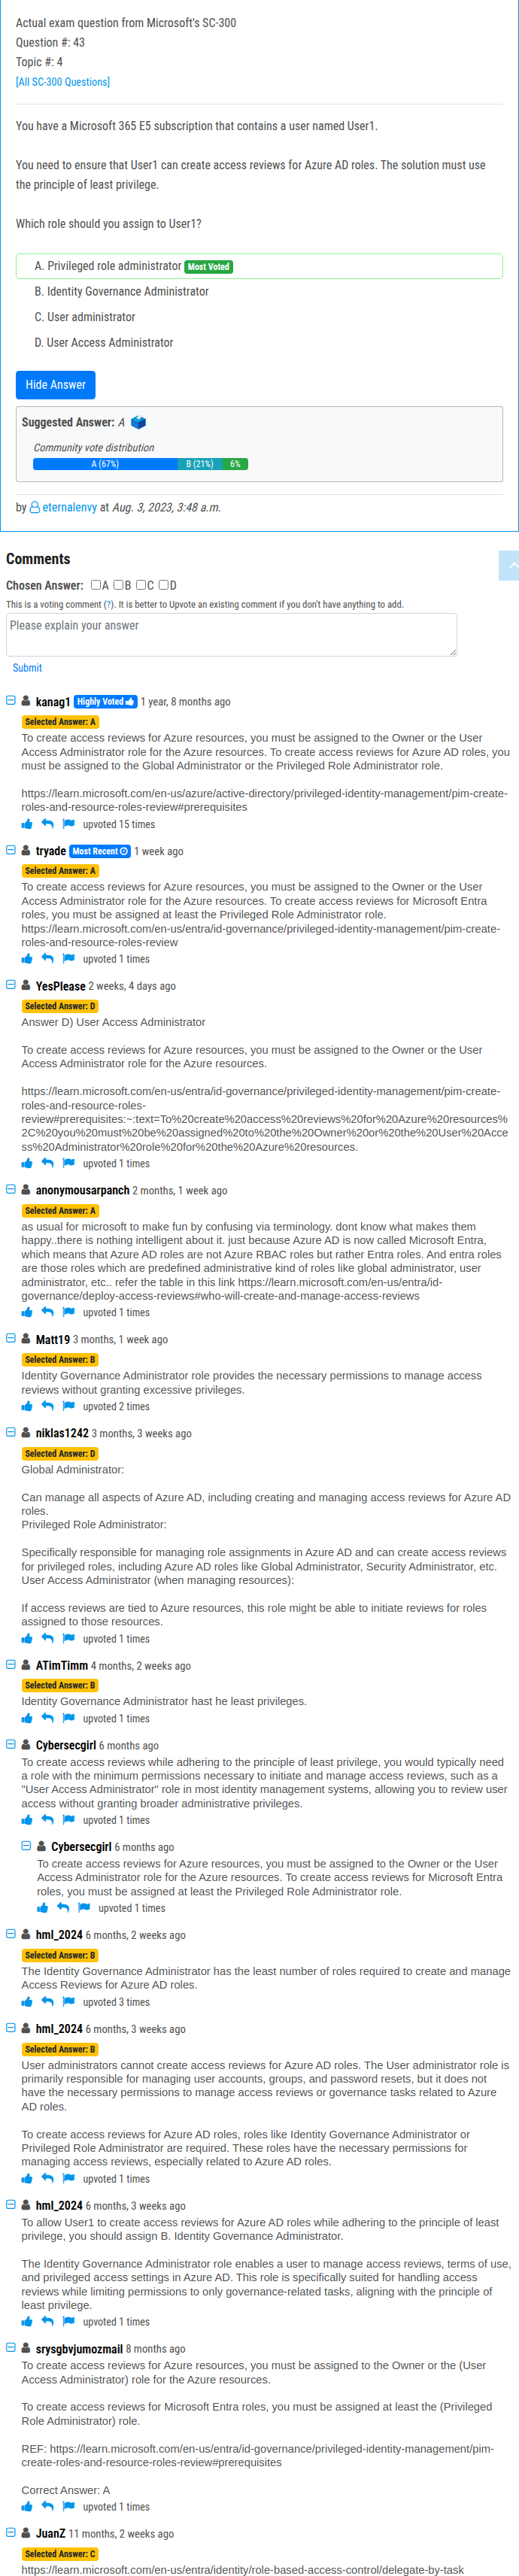 Actual exam question from Microsoft's SC-300
Question #: 43
Topic #: 4
[All SC-300 Questions]
You have a Microsoft 365 E5 subscription that contains a user named User1.
You need to ensure that User1 can create access reviews for Azure AD roles. The solution must use
the principle of least privilege.
Which role should you assign to User1?
A. Privileged role administrator Most Voted
B. Identity Governance Administrator
C. User administrator
D. User Access Administrator
Hide Answer
Suggested Answer: A
Community vote distribution
A (67%) B (21%) 6%
by eternalenvy at Aug. 3, 2023, 3:48 a.m.
Comments
Chosen Answer: A B C D
This is a voting comment (?). It is better to Upvote an existing comment if you don't have anything to add.
Please explain your answer
Submit
kanag1 Highly Voted 1 year, 8 months ago
Selected Answer: A
To create access reviews for Azure resources, you must be assigned to the Owner or the User
Access Administrator role for the Azure resources. To create access reviews for Azure AD roles, you
must be assigned to the Global Administrator or the Privileged Role Administrator role.
https://learn.microsoft.com/en-us/azure/active-directory/privileged-identity-management/pim-create-
roles-and-resource-roles-review#prerequisites
upvoted 15 times
tryade Most Recent 1 week ago
Selected Answer: A
To create access reviews for Azure resources, you must be assigned to the Owner or the User
Access Administrator role for the Azure resources. To create access reviews for Microsoft Entra
roles, you must be assigned at least the Privileged Role Administrator role.
https://learn.microsoft.com/en-us/entra/id-governance/privileged-identity-management/pim-create-
roles-and-resource-roles-review
upvoted 1 times
YesPlease 2 weeks, 4 days ago
Selected Answer: D
Answer D) User Access Administrator
To create access reviews for Azure resources, you must be assigned to the Owner or the User
Access Administrator role for the Azure resources.
https://learn.microsoft.com/en-us/entra/id-governance/privileged-identity-management/pim-create-
roles-and-resource-roles-
review#prerequisites:~:text=To%20create%20access%20reviews%20for%20Azure%20resources%
2C%20you%20must%20be%20assigned%20to%20the%20Owner%20or%20the%20User%20Acce
ss%20Administrator%20role%20for%20the%20Azure%20resources.
upvoted 1 times
anonymousarpanch 2 months, 1 week ago
Selected Answer: A
as usual for microsoft to make fun by confusing via terminology. dont know what makes them
happy..there is nothing intelligent about it. just because Azure AD is now called Microsoft Entra,
which means that Azure AD roles are not Azure RBAC roles but rather Entra roles. And entra roles
are those roles which are predefined administrative kind of roles like global administrator, user
administrator, etc.. refer the table in this link https://learn.microsoft.com/en-us/entra/id-
governance/deploy-access-reviews#who-will-create-and-manage-access-reviews
upvoted 1 times
Matt19 3 months, 1 week ago
Selected Answer: B
Identity Governance Administrator role provides the necessary permissions to manage access
reviews without granting excessive privileges.
upvoted 2 times
niklas1242 3 months, 3 weeks ago
Selected Answer: D
Global Administrator:
Can manage all aspects of Azure AD, including creating and managing access reviews for Azure AD
roles.
Privileged Role Administrator:
Specifically responsible for managing role assignments in Azure AD and can create access reviews
for privileged roles, including Azure AD roles like Global Administrator, Security Administrator, etc.
User Access Administrator (when managing resources):
If access reviews are tied to Azure resources, this role might be able to initiate reviews for roles
assigned to those resources.
upvoted 1 times
ATimTimm 4 months, 2 weeks ago
Selected Answer: B
Identity Governance Administrator hast he least privileges.
upvoted 1 times
Cybersecgirl 6 months ago
To create access reviews while adhering to the principle of least privilege, you would typically need
a role with the minimum permissions necessary to initiate and manage access reviews, such as a
"User Access Administrator" role in most identity management systems, allowing you to review user
access without granting broader administrative privileges.
upvoted 1 times
Cybersecgirl 6 months ago
To create access reviews for Azure resources, you must be assigned to the Owner or the User
Access Administrator role for the Azure resources. To create access reviews for Microsoft Entra
roles, you must be assigned at least the Privileged Role Administrator role.
upvoted 1 times
hml_2024 6 months, 2 weeks ago
Selected Answer: B
The Identity Governance Administrator has the least number of roles required to create and manage
Access Reviews for Azure AD roles.
upvoted 3 times
hml_2024 6 months, 3 weeks ago
Selected Answer: B
User administrators cannot create access reviews for Azure AD roles. The User administrator role is
primarily responsible for managing user accounts, groups, and password resets, but it does not
have the necessary permissions to manage access reviews or governance tasks related to Azure
AD roles.
To create access reviews for Azure AD roles, roles like Identity Governance Administrator or
Privileged Role Administrator are required. These roles have the necessary permissions for
managing access reviews, especially related to Azure AD roles.
upvoted 1 times
hml_2024 6 months, 3 weeks ago
To allow User1 to create access reviews for Azure AD roles while adhering to the principle of least
privilege, you should assign B. Identity Governance Administrator.
The Identity Governance Administrator role enables a user to manage access reviews, terms of use,
and privileged access settings in Azure AD. This role is specifically suited for handling access
reviews while limiting permissions to only governance-related tasks, aligning with the principle of
least privilege.
upvoted 1 times
srysgbvjumozmail 8 months ago
To create access reviews for Azure resources, you must be assigned to the Owner or the (User
Access Administrator) role for the Azure resources.
To create access reviews for Microsoft Entra roles, you must be assigned at least the (Privileged
Role Administrator) role.
REF: https://learn.microsoft.com/en-us/entra/id-governance/privileged-identity-management/pim-
create-roles-and-resource-roles-review#prerequisites
Correct Answer: A
upvoted 1 times
JuanZ 11 months, 2 weeks ago
Selected Answer: C
https://learn.microsoft.com/en-us/entra/identity/role-based-access-control/delegate-by-task